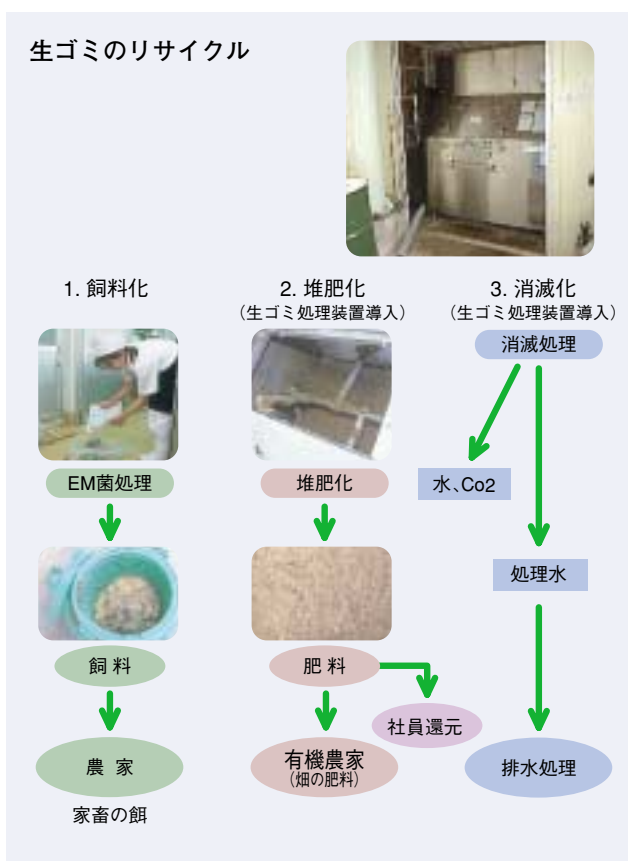 生ゴミのリサイクル
1. 飼料化
2. 堆肥化
(生ゴミ処理装置導入)
3. 消滅化
(生ゴミ処理装置導入)
消滅処理
EM菌処理
堆肥化
水、Co2
処理水
飼料
肥料
社員還元
農家
家畜の餌
有機農家
(畑の肥料)
排水処理